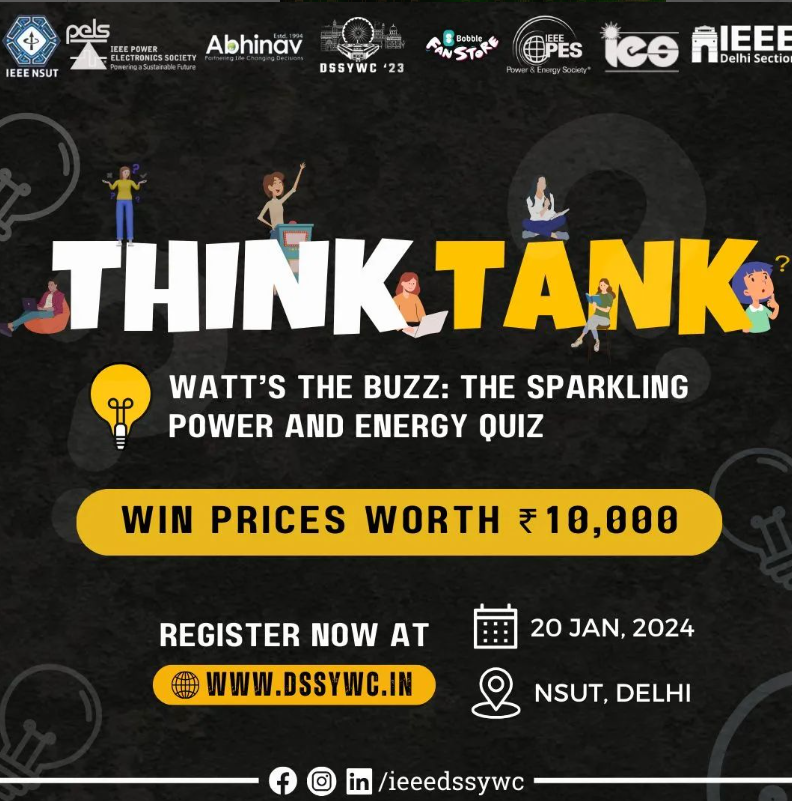 IEEE NSUT
pels
IEEE POWER
ELECTRONICS SOCIETY
Powering a Sustainable Future
Estd. 1994
Abhinav
Partnering Life Changing Decisions
DSSYWC '23
Bobble
FAN STORE
IEEE
PES
Power & Energy Society®
ies
IEEE
Delhi Section
THINK TANK
?
WATT'S THE BUZZ: THE SPARKLING
POWER AND ENERGY QUIZ
WIN PRICES WORTH ₹10,000
REGISTER NOW AT
WWW.DSSYWC.IN
20 JAN, 2024
NSUT, DELHI
/ieeedssywc